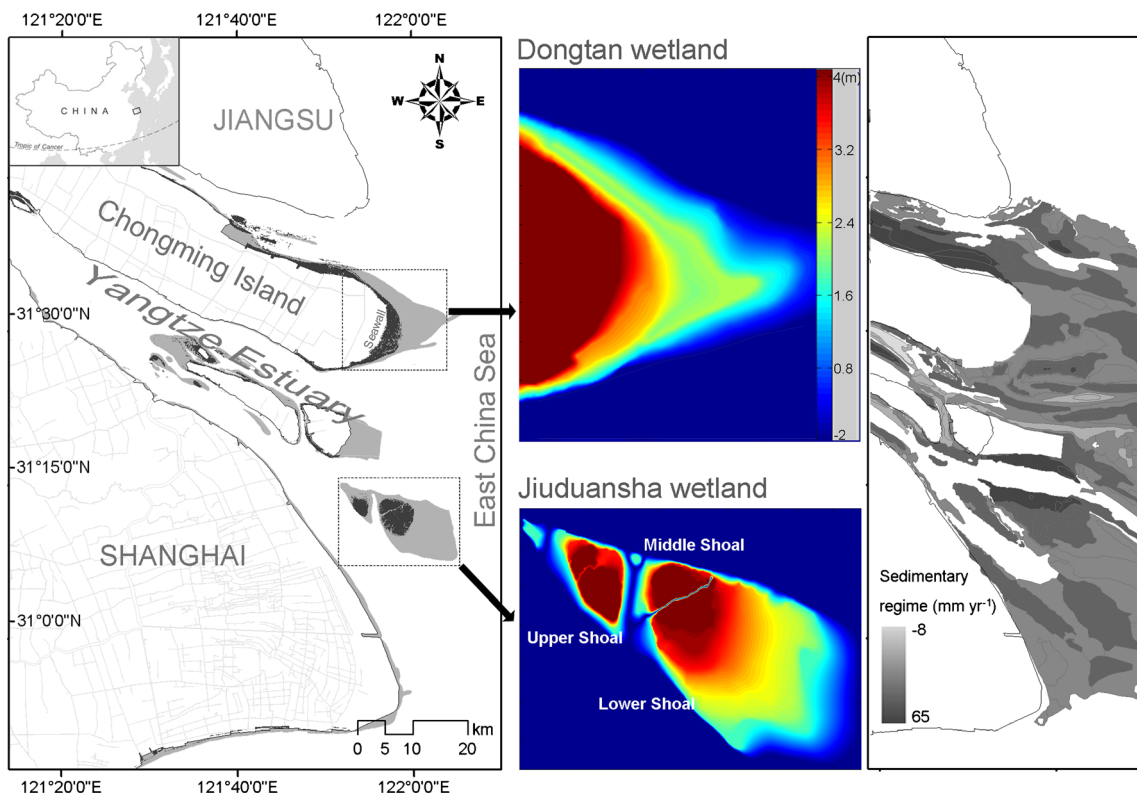 121°20'0"E
121°40'0"E
122°0'0"E
CHINA
Tropic of Cancer
JIANGSU
N
W
E
S
Chongming Island
Seawall
Yangtze Estuary
East China Sea
SHANGHAI
31°30'0"N
31°15'0"N
31°0'0"N
km
0 5 10 20
121°20'0"E
121°40'0"E
122°0'0"E
Dongtan wetland
4(m)
3.2
2.4
1.6
0.8
-2
Jiuduansha wetland
Middle Shoal
Upper Shoal
Lower Shoal
Sedimentary
regime (mm yr-1)
-8
65